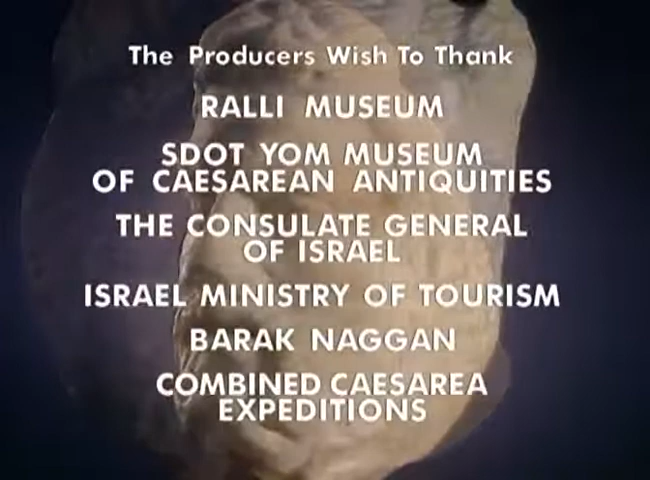 The Producers Wish To Thank
RALLI MUSEUM
SDOT YOM MUSEUM
OF CAESAREAN ANTIQUITIES
THE CONSULATE GENERAL
OF ISRAEL
ISRAEL MINISTRY OF TOURISM
BARAK NAGGAN
COMBINED CAESAREA
EXPEDITIONS